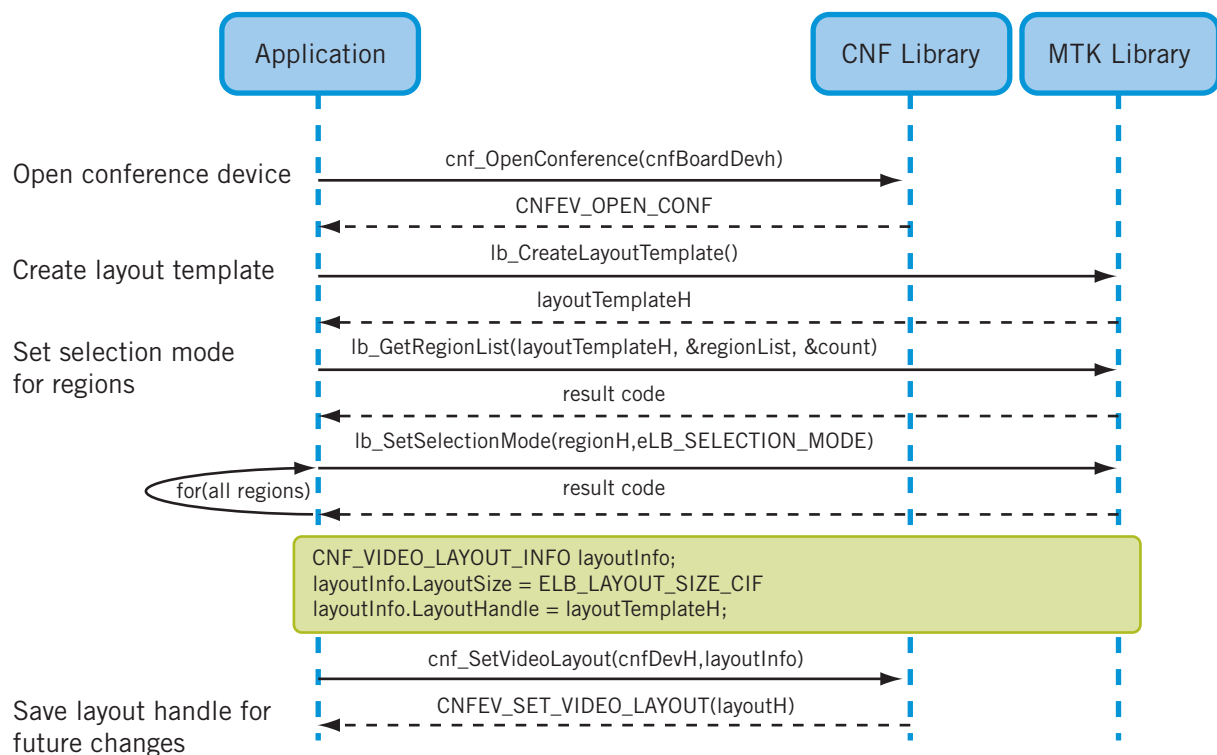 Application
CNF Library
MTK Library
Open conference device
cnf_OpenConference(cnfBoardDevh)
CNFEV_OPEN_CONF
Create layout template
lb_CreateLayoutTemplate()
layoutTemplateH
Set selection mode
for regions
lb_GetRegionList(layoutTemplateH, &regionList, &count)
result code
lb_SetSelectionMode(regionH,eLB_SELECTION_MODE)
for(all regions)
result code
CNF_VIDEO_LAYOUT_INFO layoutInfo;
layoutInfo.LayoutSize = ELB_LAYOUT_SIZE_CIF
layoutInfo.LayoutHandle = layoutTemplateH;
cnf_SetVideoLayout(cnfDevH,layoutInfo)
CNFEV_SET_VIDEO_LAYOUT(layoutH)
Save layout handle for
future changes